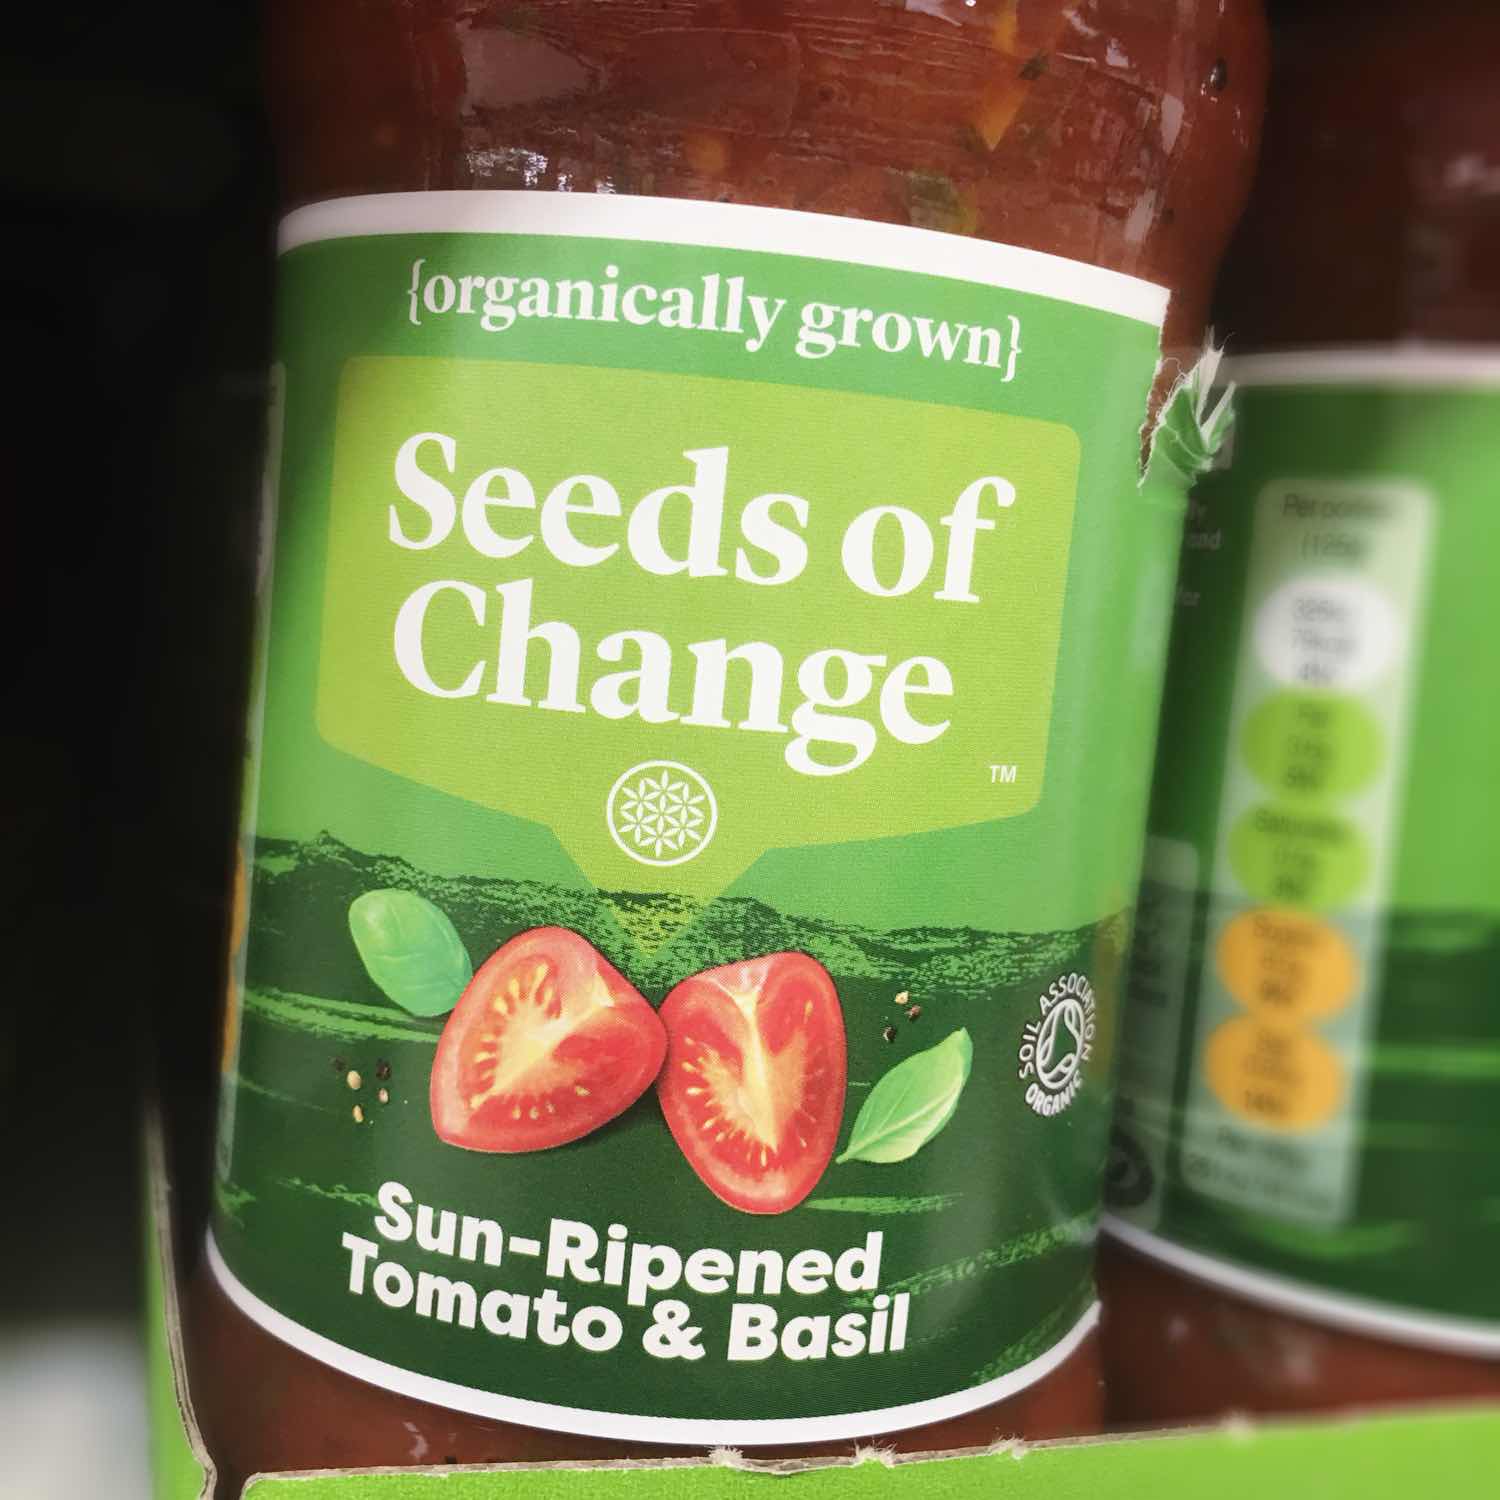 {organically grown}
Seeds of
Change
TM
SOIL ASSOCIATION
ORGANIC
Sun-Ripened
Tomato & Basil